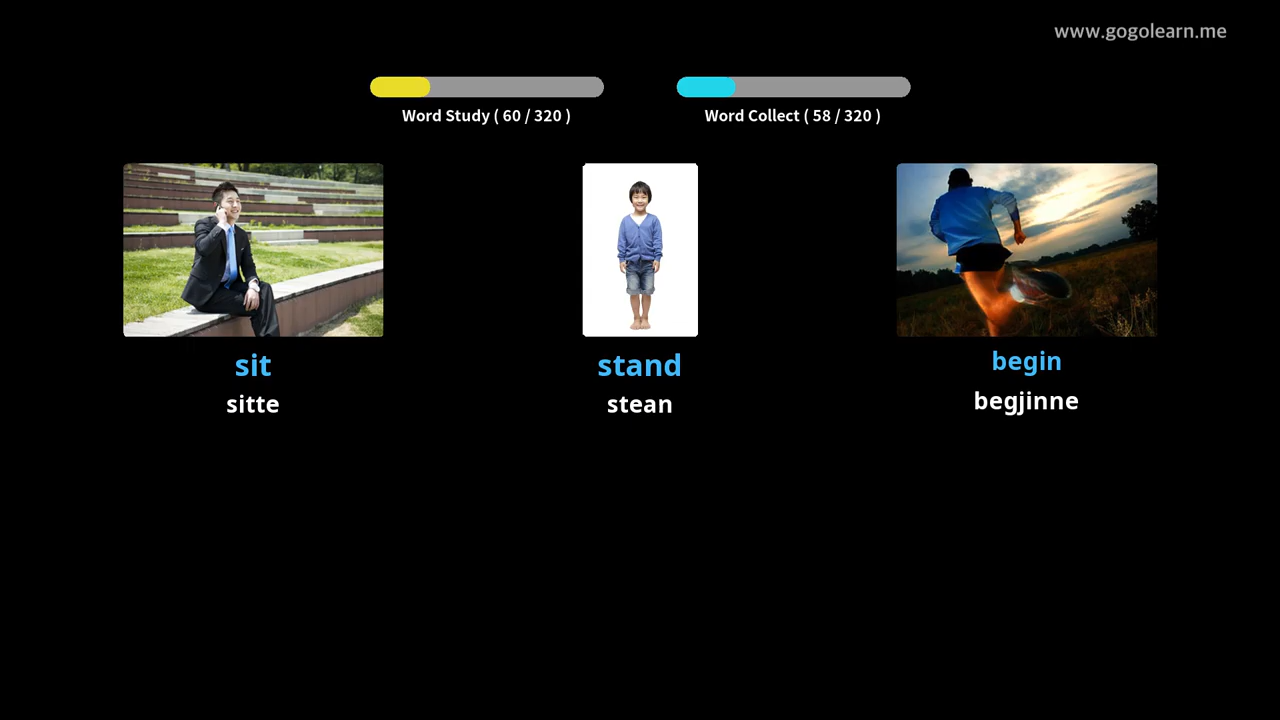 www.gogolearn.me
Word Study ( 60 / 320 )
Word Collect ( 58 / 320 )
sit
stand
begin
sitte
stean
begjinne